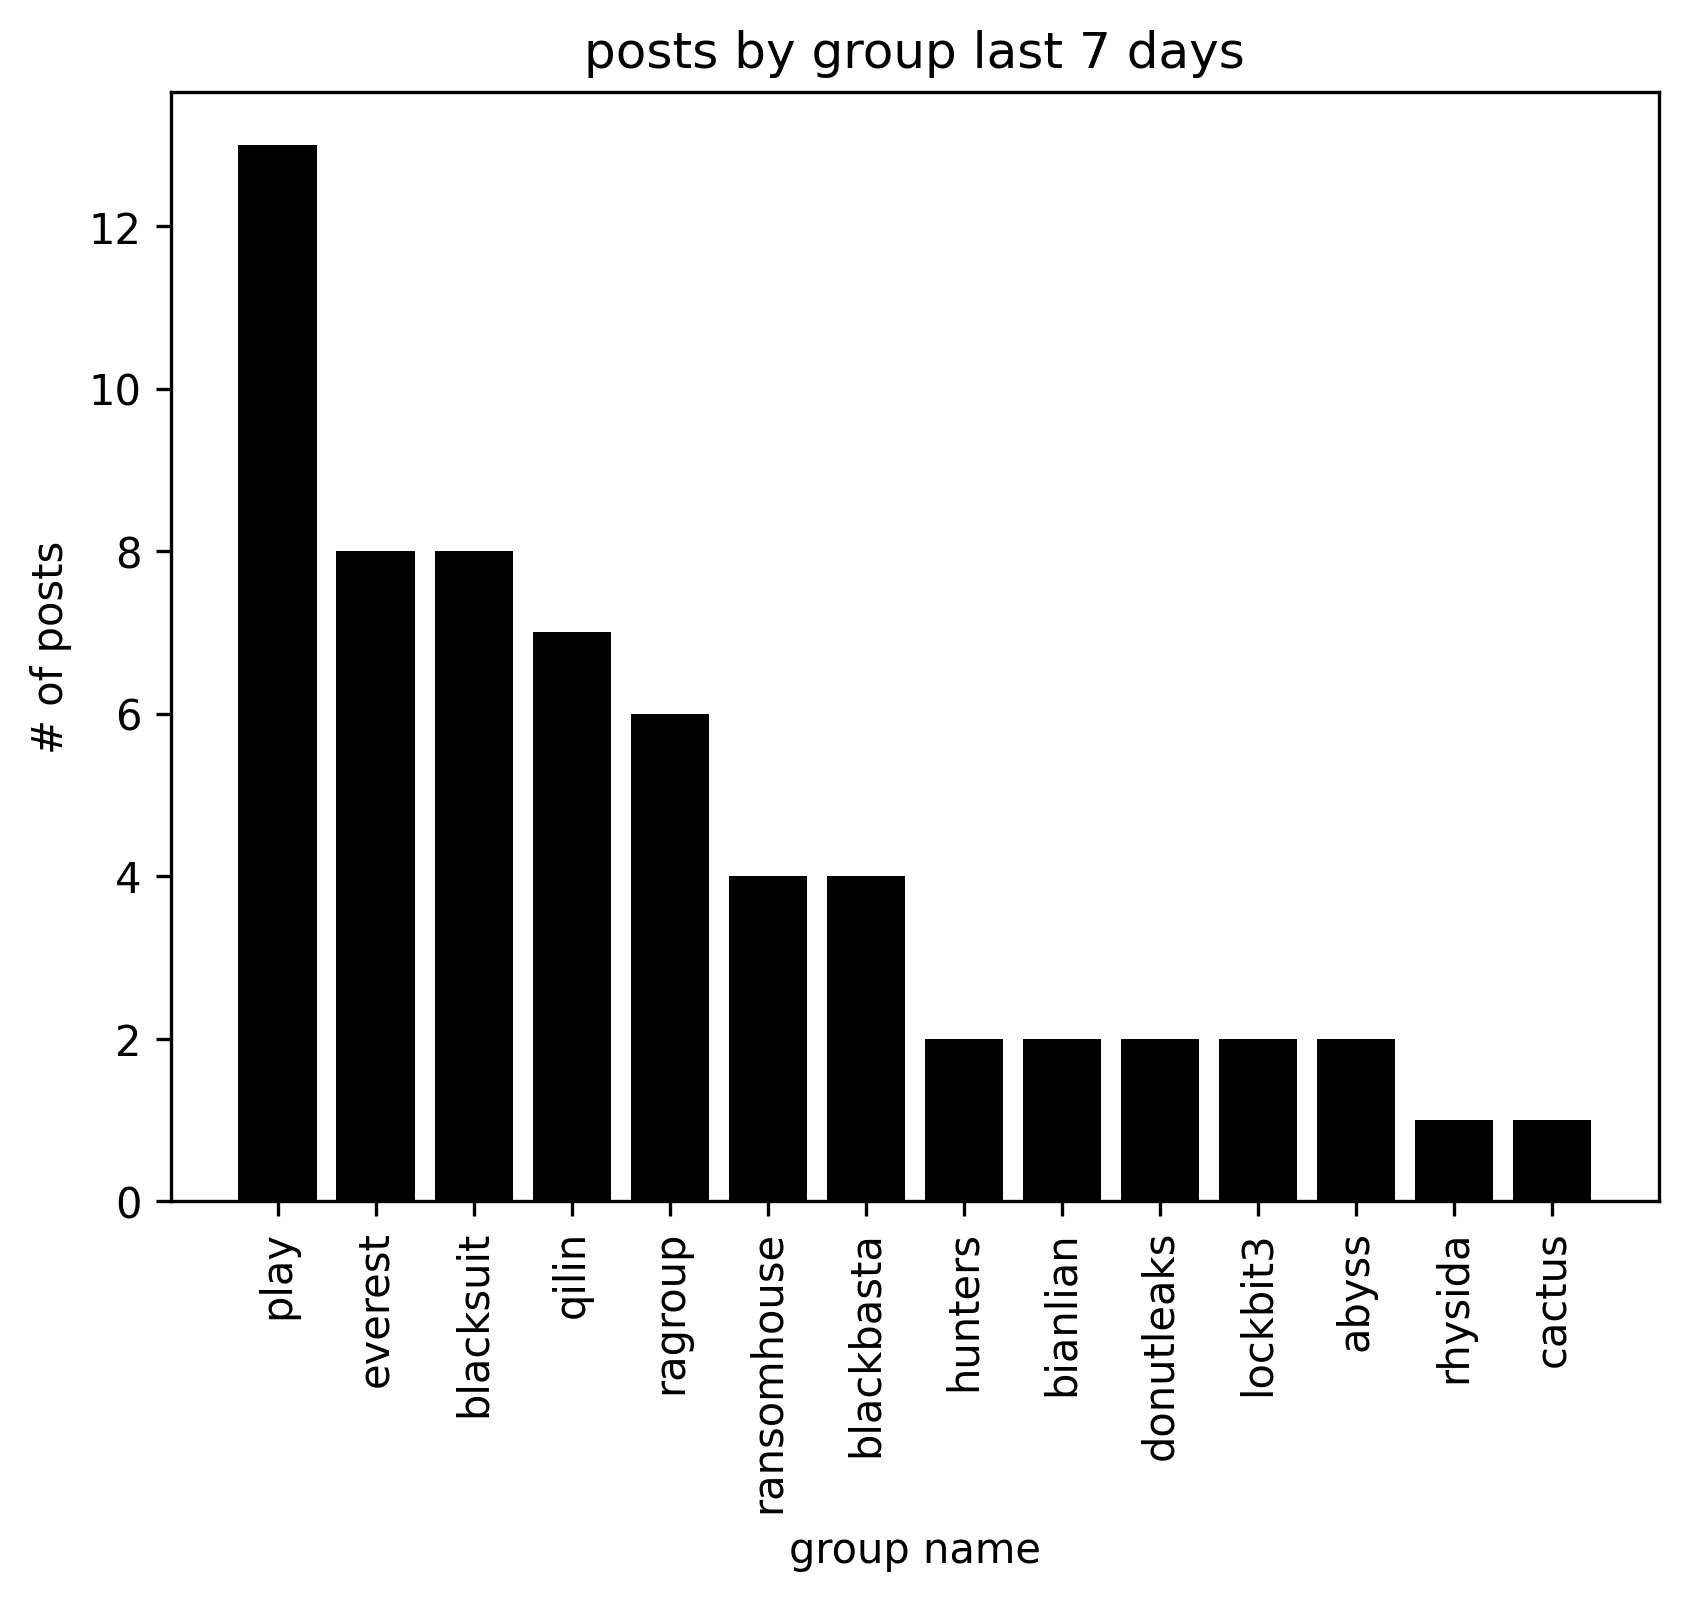 posts by group last 7 days
12
10
8
6
4
2
0
# of posts
play
everest
blacksuit
qilin
ragroup
ransomhouse
blackbasta
hunters
bianlian
donutleaks
lockbit3
abyss
rhysida
cactus
group name